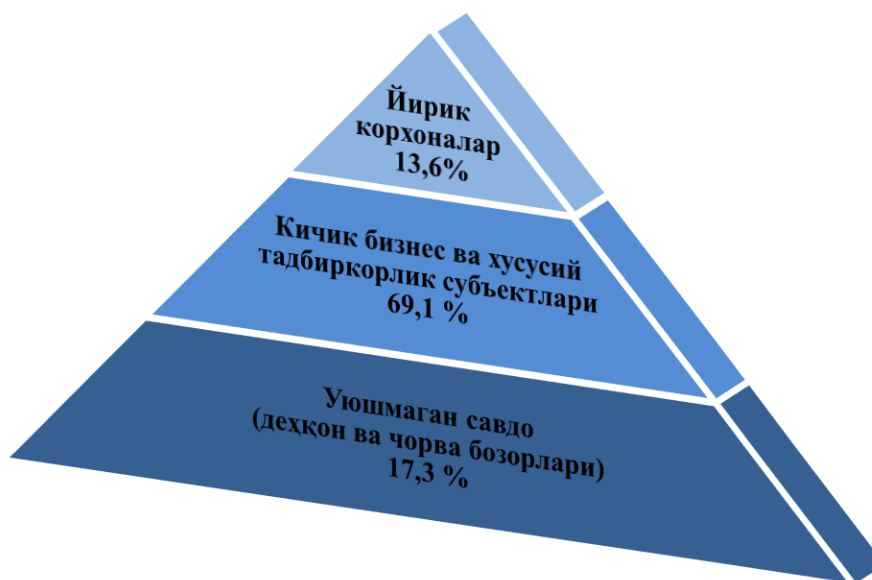 Йирик
корхоналар
13,6%
Кичик бизнес ва хусусий
тадбиркорлик субъектлари
69,1 %
Уюшмаган савдо
(деҳқон ва чорва бозорлари)
17,3 %